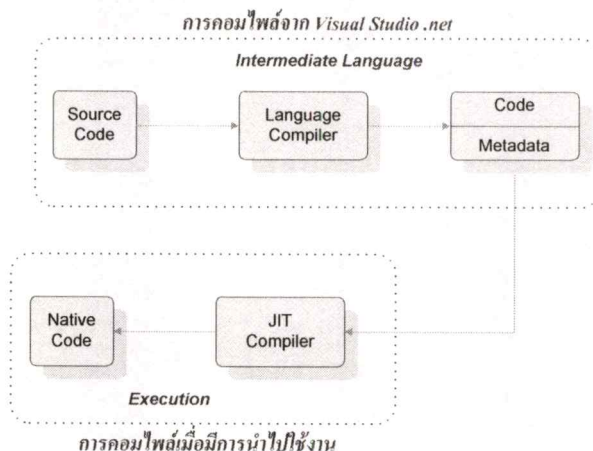 การคอมไพล์จาก Visual Studio .net
Intermediate Language
Source
Code
Language
Compiler
Code
Metadata
Native
Code
JIT
Compiler
Execution
การคอมไพล์เมื่อมีการนำไปใช้งาน